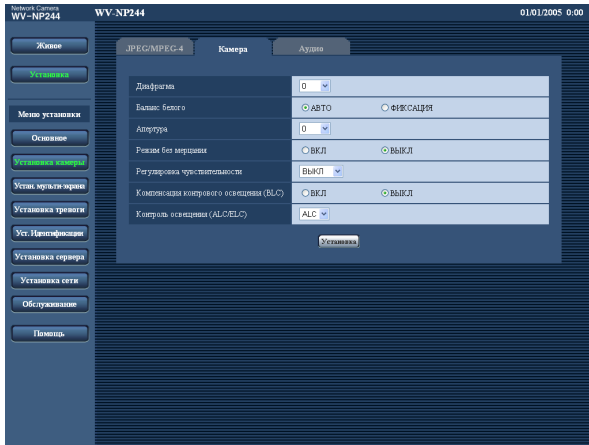 Network Camera
WV-NP244
WV-NP244
01/01/2005 0:00
Живое
Установка
Меню установки
Основное
Установка камеры
Устан. мульти-экрана
Установка тревоги
Уст. Идентификации
Установка сервера
Установка сети
Обслуживание
Помощь
JPEG/MPEG-4 Камера Аудио
Диафрагма 0
Баланс белого АВТО ФИКСАЦИЯ
Апертура 0
Режим без мерцания ВКЛ ВЫКЛ
Регулировка чувствительности ВЫКЛ
Компенсация контрового освещения (BLC) ВКЛ ВЫКЛ
Контроль освещения (ALC/ELC) ALC
Установка